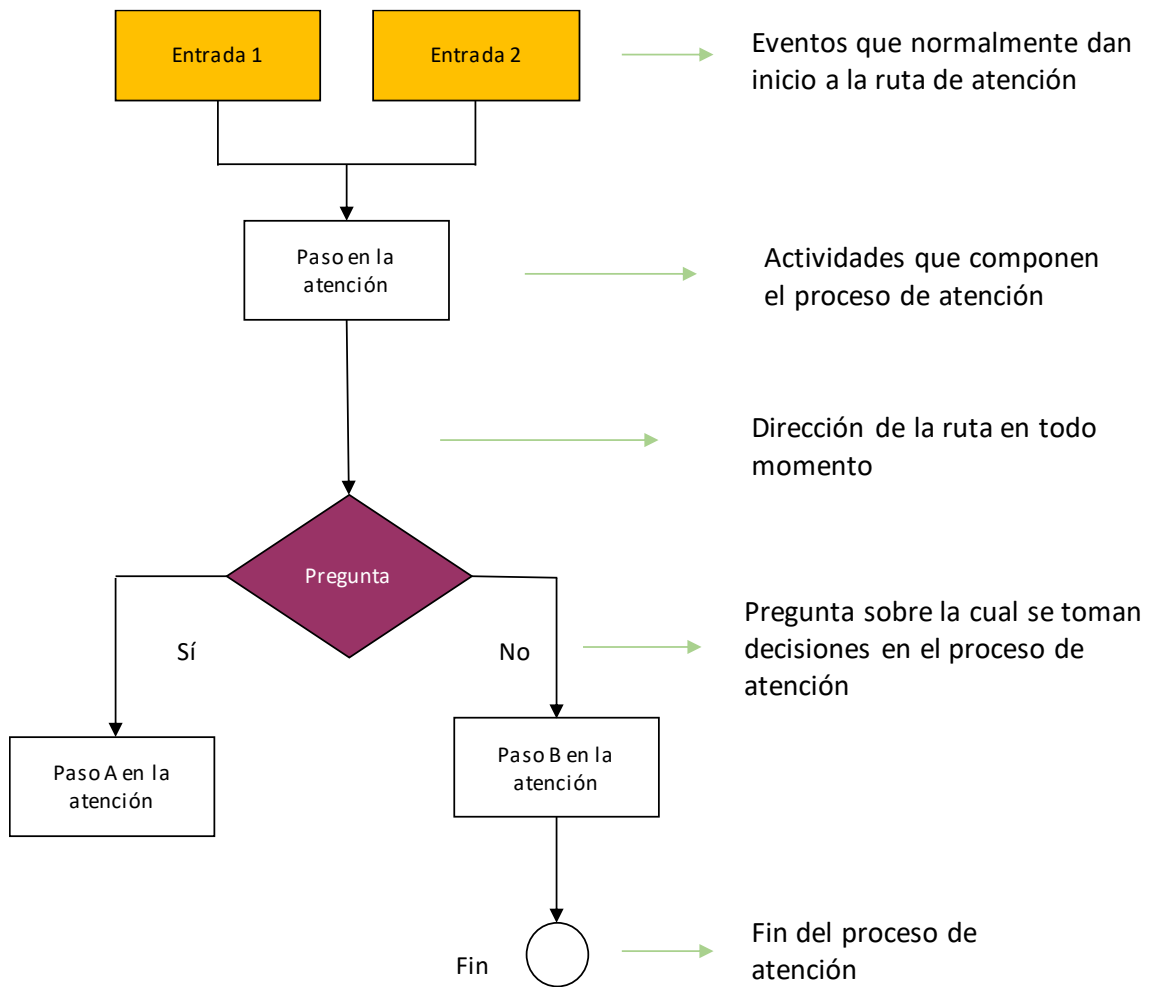 Entrada 1
Entrada 2
Eventos que normalmente dan
inicio a la ruta de atención
Paso en la
atención
Actividades que componen
el proceso de atención
Dirección de la ruta en todo
momento
Pregunta
Sí
No
Pregunta sobre la cual se toman
decisiones en el proceso de
atención
Paso A en la
atención
Paso B en la
atención
Fin
Fin del proceso de
atención